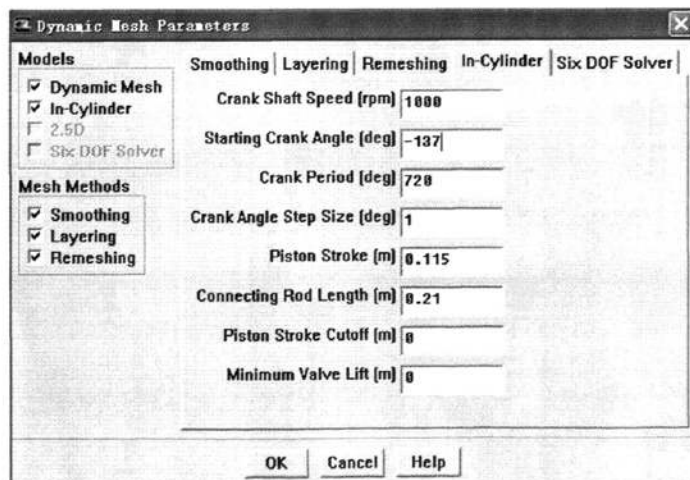 Dynamic Mesh Parameters
Models
Dynamic Mesh
In-Cylinder
2.5D
Six DOF Solver
Mesh Methods
Smoothing
Layering
Remeshing
Smoothing Layering Remeshing In-Cylinder Six DOF Solver
Crank Shaft Speed (rpm) 1000
Starting Crank Angle (deg) -137
Crank Period (deg) 720
Crank Angle Step Size (deg) 1
Piston Stroke (m) 0.115
Connecting Rod Length (m) 0.21
Piston Stroke Cutoff (m) 0
Minimum Valve Lift (m) 0
OK Cancel Help